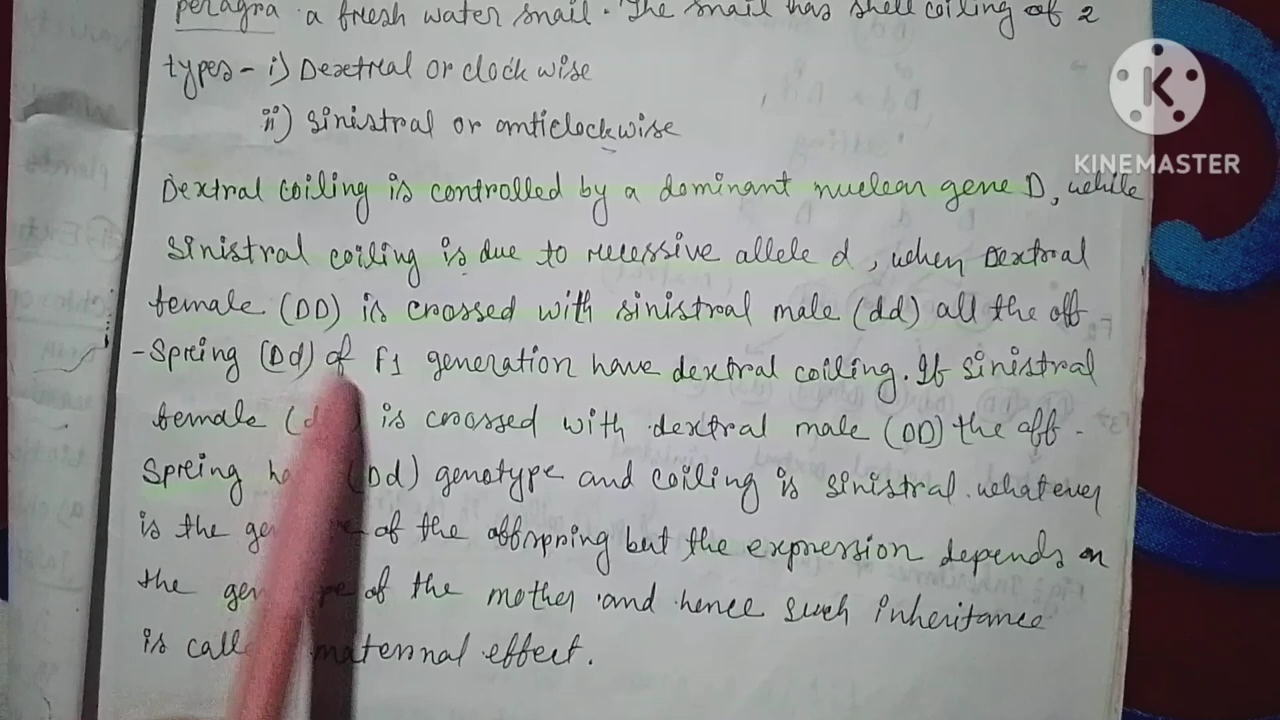 peragra a fresh water snail. The snail has shell coiling of 2
types - i) Dextral or clock wise
ii) Sinistral or anticlockwise
Dextral coiling is controlled by a dominant nuclear gene D, while
Sinistral coiling is due to recessive allele d, when Dextral
female (DD) is crossed with sinistral male (dd) all the off
- Spring (Dd) of F1 generation have dextral coiling. If Sinistral
female (d is crossed with dextral male (DD) the off -
Spring (Dd) genotype and coiling is sinistral. whatever
is the of the offspring but the expression depends on
the of the mother and hence such inheritance
is maternal effect.
K
KINEMASTER